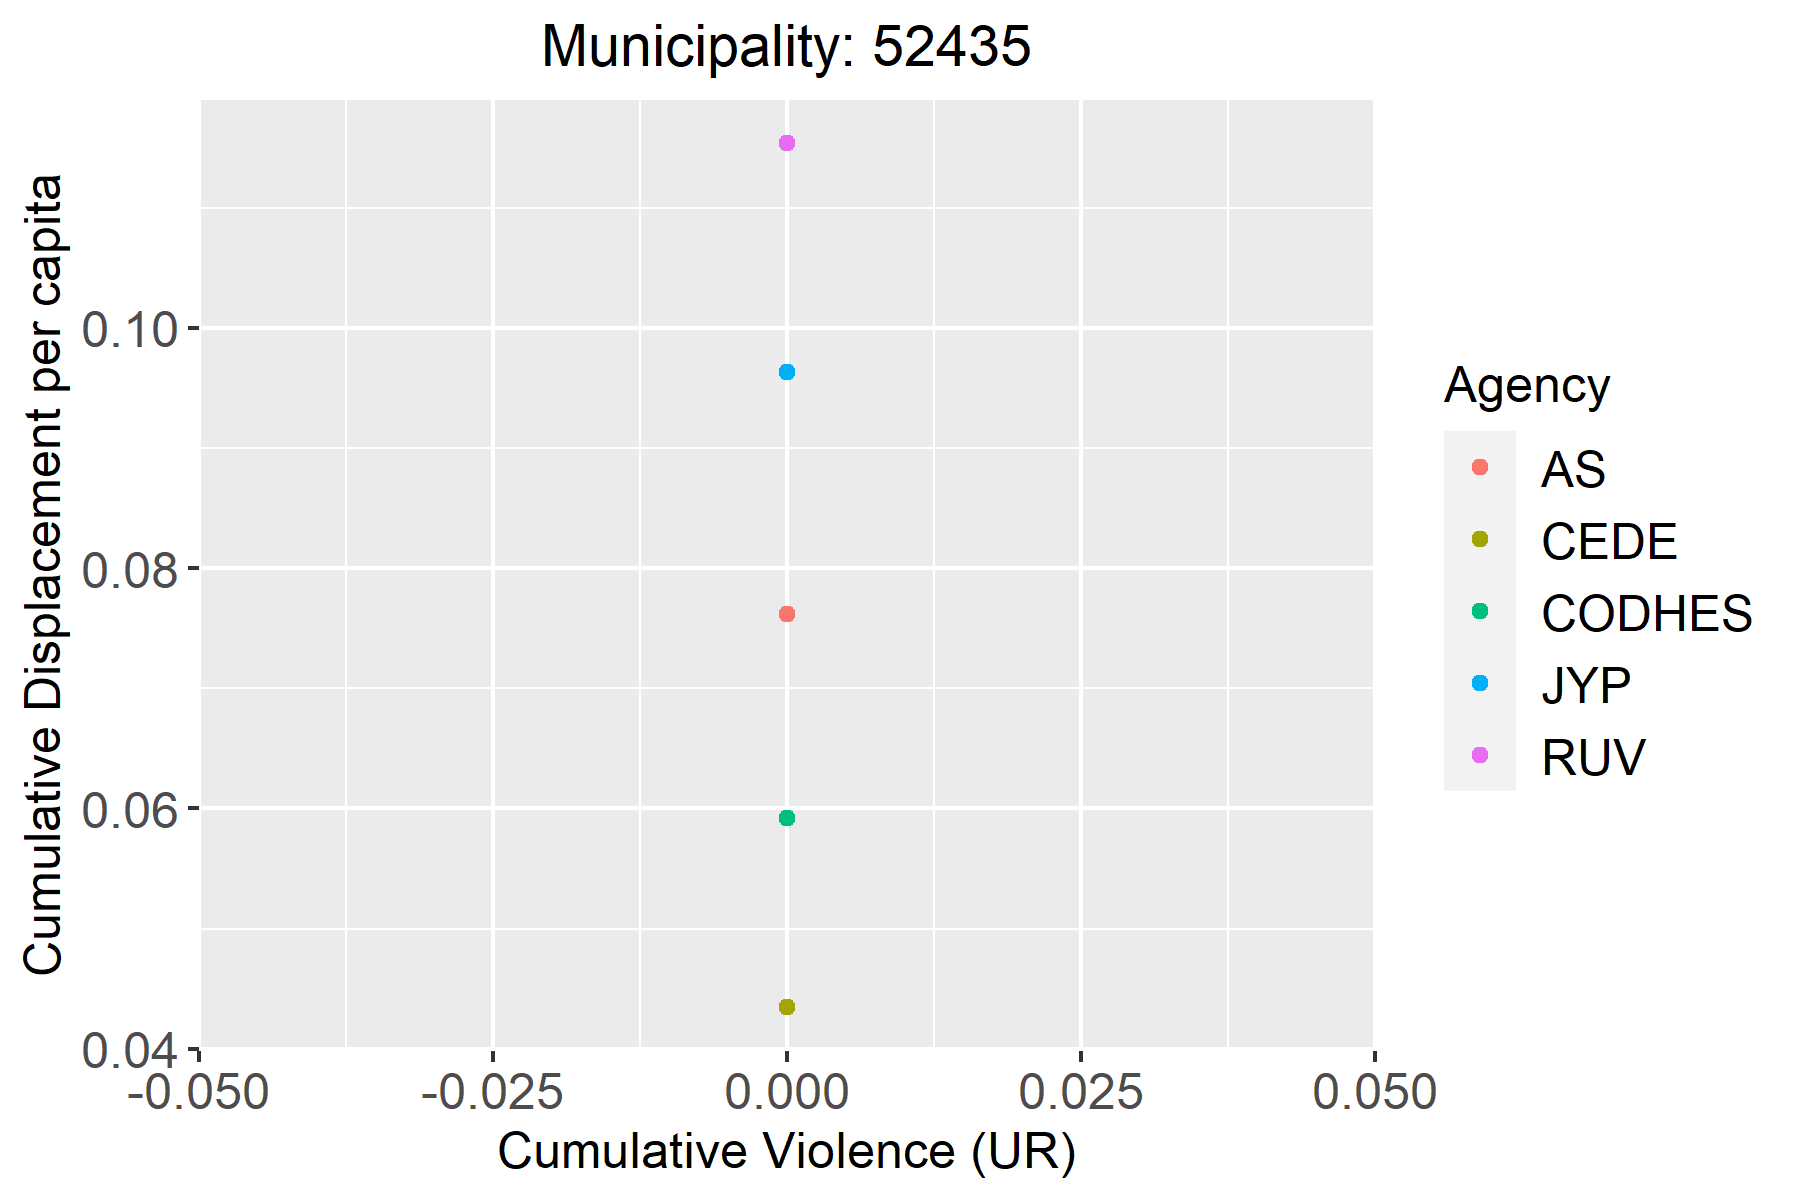 Municipality: 52435
Cumulative Displacement per capita
0.10
0.08
0.06
0.04
-0.050
-0.025
0.000
0.025
0.050
Cumulative Violence (UR)
Agency
AS
CEDE
CODHES
JYP
RUV